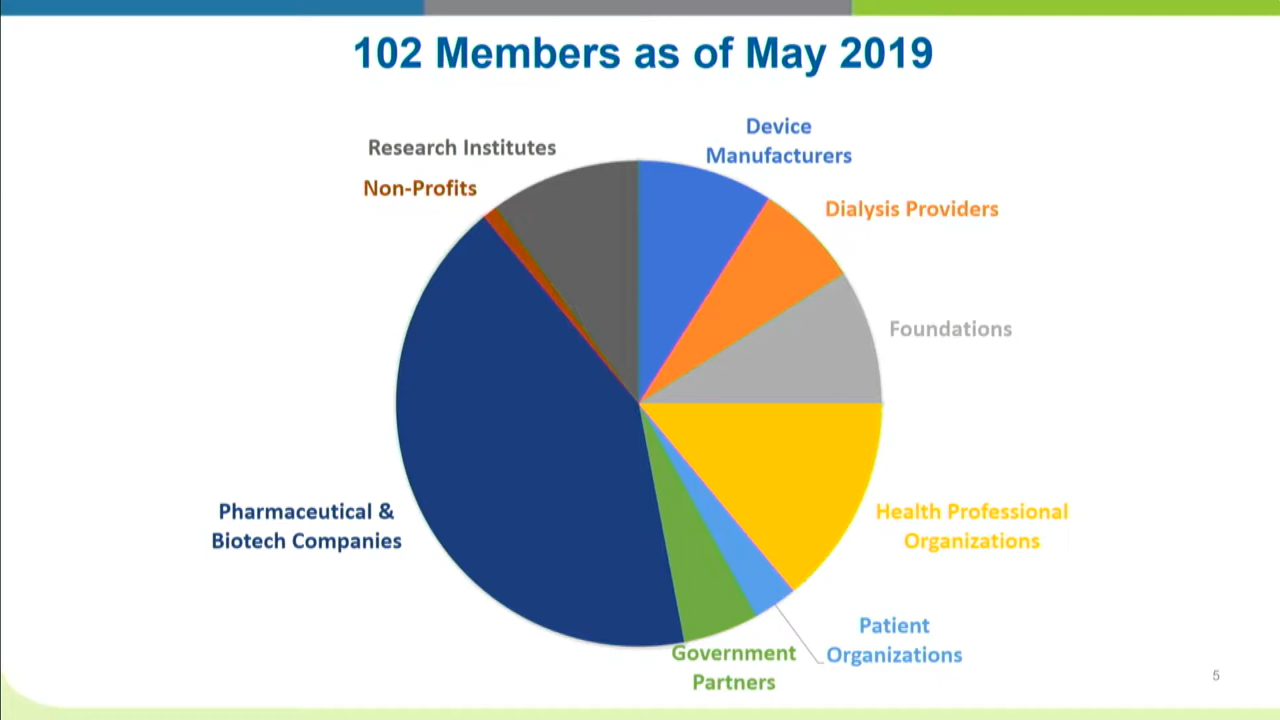 102 Members as of May 2019
Device
Manufacturers
Research Institutes
Non-Profits
Dialysis Providers
Foundations
Pharmaceutical &
Biotech Companies
Health Professional
Organizations
Patient
Organizations
Government
Partners
5